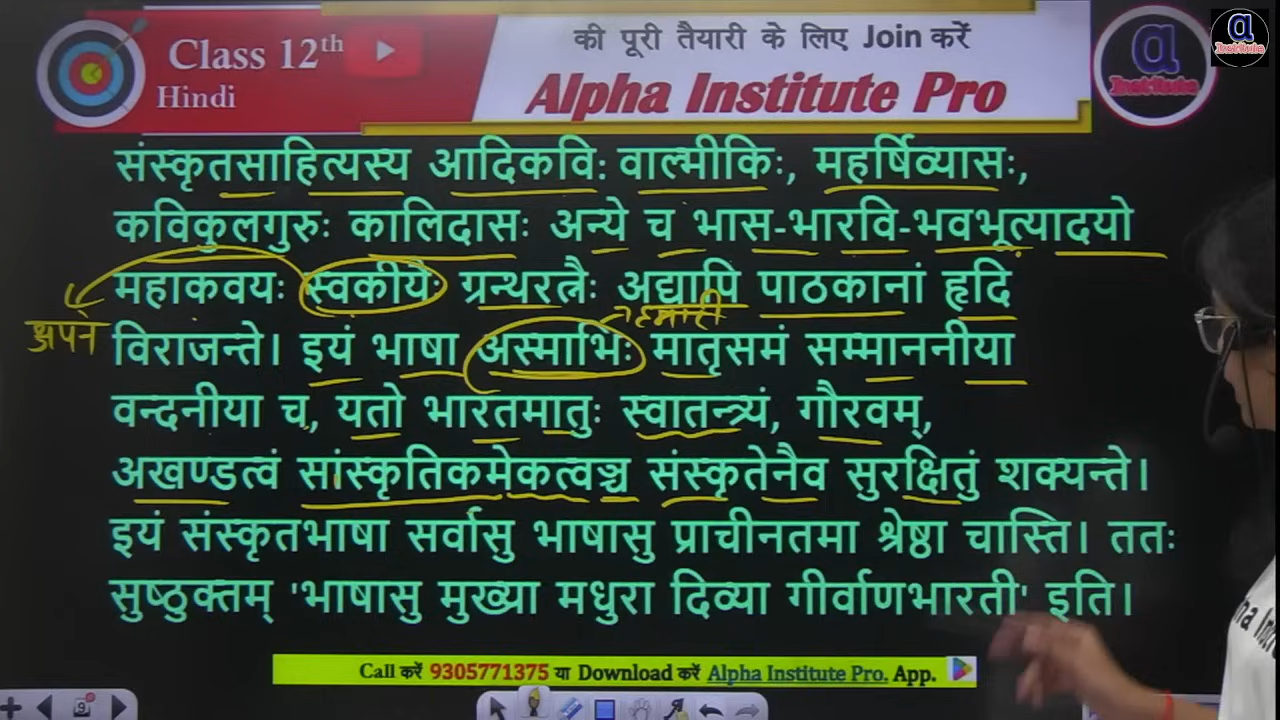 Class 12th
Hindi
की पूरी तैयारी के लिए Join करें
Alpha Institute Pro
α
Institute
α
Institute
संस्कृतसाहित्यस्य आदिकविः वाल्मीकिः, महर्षिव्यासः,
कविकुलगुरुः कालिदासः अन्ये च भास-भारवि-भवभूत्यादयो
महाकवयः स्वकीयैः ग्रन्थरत्नैः अद्यापि पाठकानां हृदि
हमारी
अपने
विराजन्ते। इयं भाषा अस्माभिः मातृसमं सम्माननीया
वन्दनीया च, यतो भारतमातुः स्वातन्त्र्यं, गौरवम्,
अखण्डत्वं सांस्कृतिकमेकत्वञ्च संस्कृतेनैव सुरक्षितुं शक्यन्ते।
इयं संस्कृतभाषा सर्वासु भाषासु प्राचीनतमा श्रेष्ठा चास्ति। ततः
सुष्ठुक्तम् 'भाषासु मुख्या मधुरा दिव्या गीर्वाणभारती' इति।
Call करें 9305771375 या Download करें Alpha Institute Pro. App.
9